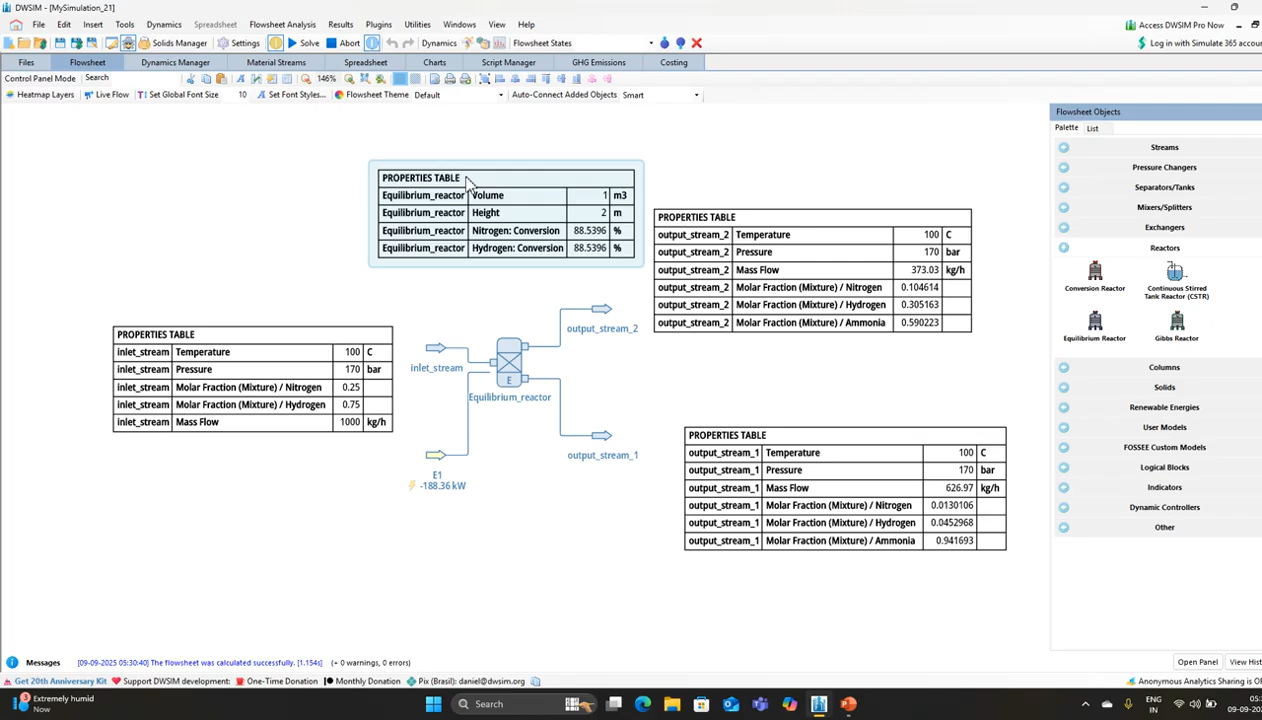 DWSIM - [MySimulation_21]
File Edit Insert Tools Dynamics Spreadsheet Flowsheet Analysis Results Plugins Utilities Windows View Help
Access DWSIM Pro Now
Solids Manager Settings Solve Abort Dynamics Flowsheet States
Log in with Simulate 365 accou
Files Flowsheet Dynamics Manager Material Streams Spreadsheet Charts Script Manager GHG Emissions Costing
Control Panel Mode Search 146%
Heatmap Layers Live Flow Set Global Font Size 10 Set Font Styles... Flowsheet Theme Default Auto-Connect Added Objects Smart
Flowsheet Objects
Palette List
Streams
Pressure Changers
Separators/Tanks
Mixers/Splitters
Exchangers
Reactors
Conversion Reactor
Continuous Stirred
Tank Reactor (CSTR)
Equilibrium Reactor
Gibbs Reactor
Columns
Solids
Renewable Energies
User Models
FOSSEE Custom Models
Logical Blocks
Indicators
Dynamic Controllers
Other
PROPERTIES TABLE
Equilibrium_reactor Volume 1 m3
Equilibrium_reactor Height 2 m
Equilibrium_reactor Nitrogen: Conversion 88.5396 %
Equilibrium_reactor Hydrogen: Conversion 88.5396 %
PROPERTIES TABLE
output_stream_2 Temperature 100 C
output_stream_2 Pressure 170 bar
output_stream_2 Mass Flow 373.03 kg/h
output_stream_2 Molar Fraction (Mixture) / Nitrogen 0.104614
output_stream_2 Molar Fraction (Mixture) / Hydrogen 0.305163
output_stream_2 Molar Fraction (Mixture) / Ammonia 0.590223
PROPERTIES TABLE
inlet_stream Temperature 100 C
inlet_stream Pressure 170 bar
inlet_stream Molar Fraction (Mixture) / Nitrogen 0.25
inlet_stream Molar Fraction (Mixture) / Hydrogen 0.75
inlet_stream Mass Flow 1000 kg/h
output_stream_2
inlet_stream
E
Equilibrium_reactor
output_stream_1
E1
-188.36 kW
PROPERTIES TABLE
output_stream_1 Temperature 100 C
output_stream_1 Pressure 170 bar
output_stream_1 Mass Flow 626.97 kg/h
output_stream_1 Molar Fraction (Mixture) / Nitrogen 0.0130106
output_stream_1 Molar Fraction (Mixture) / Hydrogen 0.0452968
output_stream_1 Molar Fraction (Mixture) / Ammonia 0.941693
Messages [09-09-2025 05:30:40] The flowsheet was calculated successfully. [1.154s] (+ 0 warnings, 0 errors)
Open Panel View Hist
Get 20th Anniversary Kit Support DWSIM development: One-Time Donation Monthly Donation Pix (Brasil): daniel@dwsim.org
Anonymous Analytics Sharing is OF
3
Extremely humid
Now
Search
ENG
IN
05:3
09-09-202